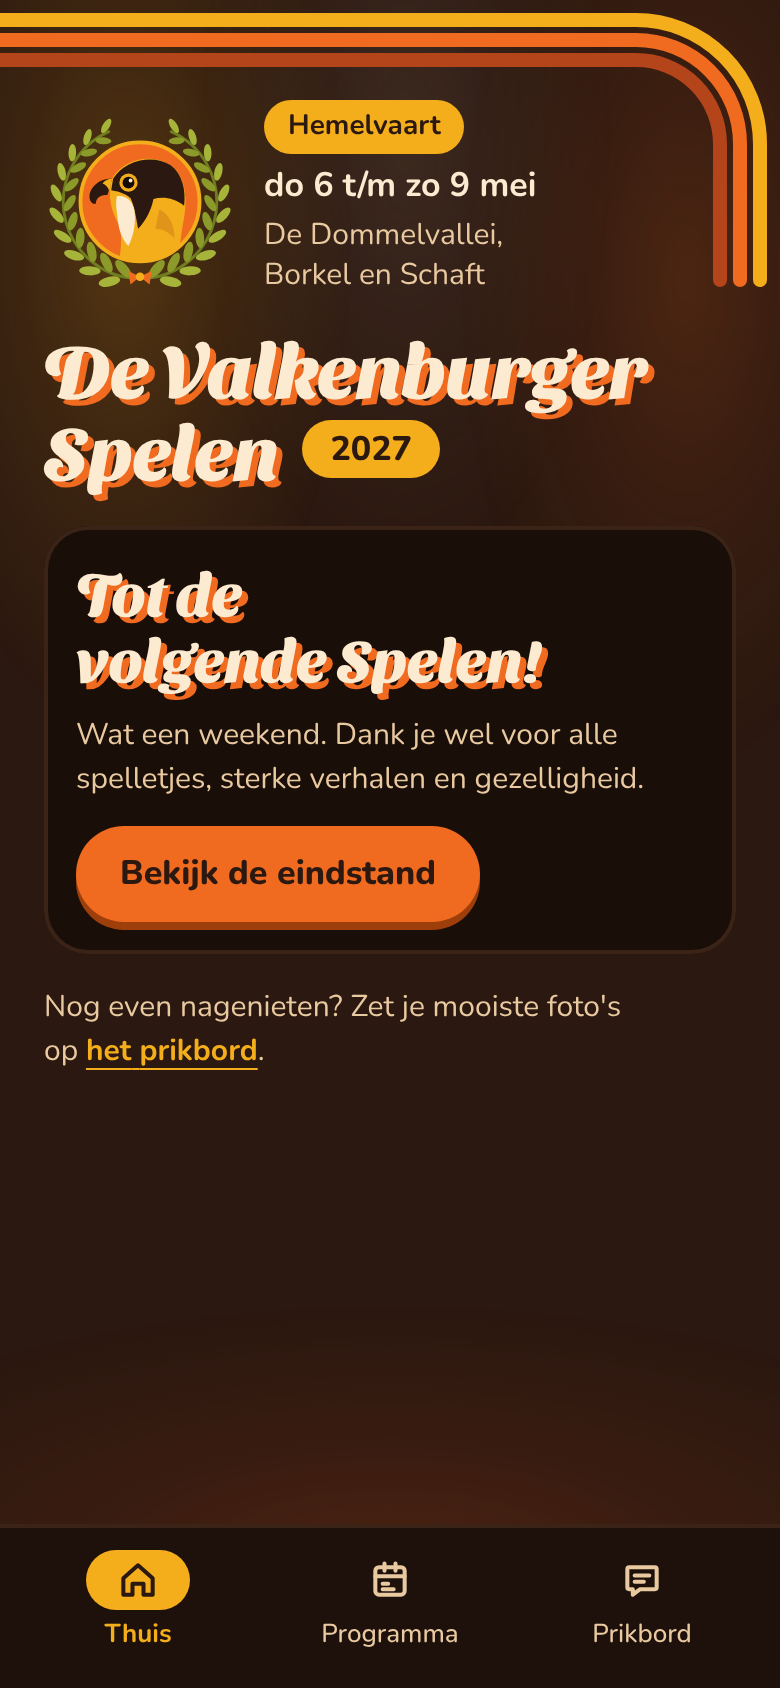 Hemelvaart
do 6 t/m zo 9 mei
De Dommelvallei,
Borkel en Schaft
De Valkenburger
Spelen 2027
Tot de
volgende Spelen!
Wat een weekend. Dank je wel voor alle
spelletjes, sterke verhalen en gezelligheid.
Bekijk de eindstand
Nog even nagenieten? Zet je mooiste foto's
op het prikbord.
Thuis Programma Prikbord